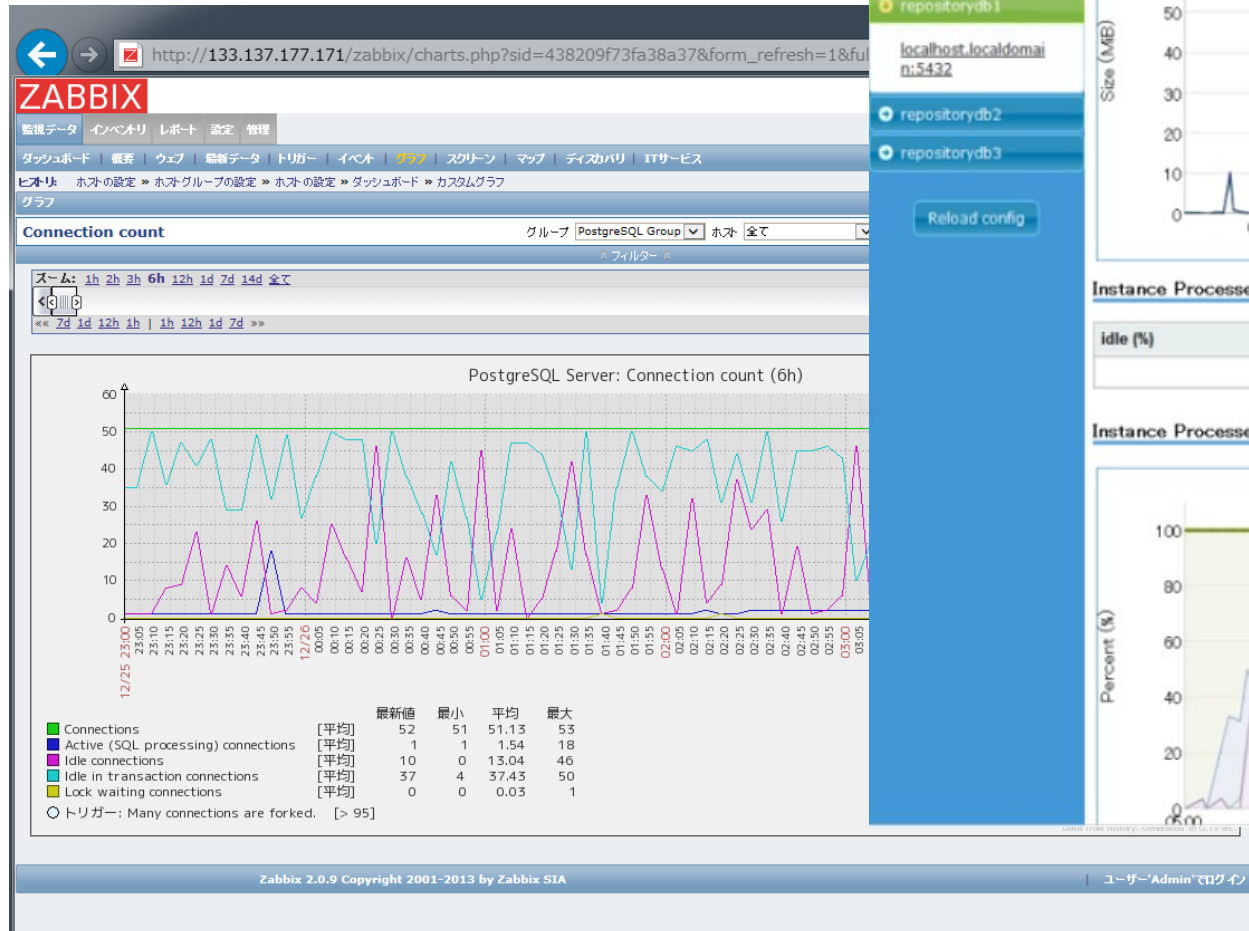 http://133.137.177.171/zabbix/charts.php?sid=438209f73fa38a37&form_refresh=1&ful
ZABBIX
監視データ インベントリ レポート 設定 管理
ダッシュボード | 概要 | ウェブ | 最新データ | トリガー | イベント | グラフ | スクリーン | マップ | ディスカバリ | ITサービス
ヒストリ: ホストの設定 » ホストグループの設定 » ホストの設定 » ダッシュボード » カスタムグラフ
グラフ
Connection count グループ PostgreSQL Group ホスト 全て
« フィルター »
ズーム: 1h 2h 3h 6h 12h 1d 7d 14d 全て
«« 7d 1d 12h 1h | 1h 12h 1d 7d »»
PostgreSQL Server: Connection count (6h)
60
50
40
30
20
10
0
12/25 23:00 23:05 23:10 23:15 23:20 23:25 23:30 23:35 23:40 23:45 23:50 23:55 12/26 00:05 00:10 00:15 00:20 00:25 00:30 00:35 00:40 00:45 00:50 00:55 01:00 01:05 01:10 01:15 01:20 01:25 01:30 01:35 01:40 01:45 01:50 01:55 02:00 02:05 02:10 02:15 02:20 02:25 02:30 02:35 02:40 02:45 02:50 02:55 03:00 03:05
最新値 最小 平均 最大
Connections [平均] 52 51 51.13 53
Active (SQL processing) connections [平均] 1 1 1.54 18
Idle connections [平均] 10 0 13.04 46
Idle in transaction connections [平均] 37 4 37.43 50
Lock waiting connections [平均] 0 0 0.03 1
トリガー: Many connections are forked. [> 95]
Zabbix 2.0.9 Copyright 2001-2013 by Zabbix SIA
| ユーザー'Admin'でログイン
repositorydb1
localhost.localdomai
n:5432
repositorydb2
repositorydb3
Reload config
Size (MiB)
50
40
30
20
10
0
Instance Processe
idle (%)
Instance Processe
Percent (%)
100
80
60
40
20
0
05:00